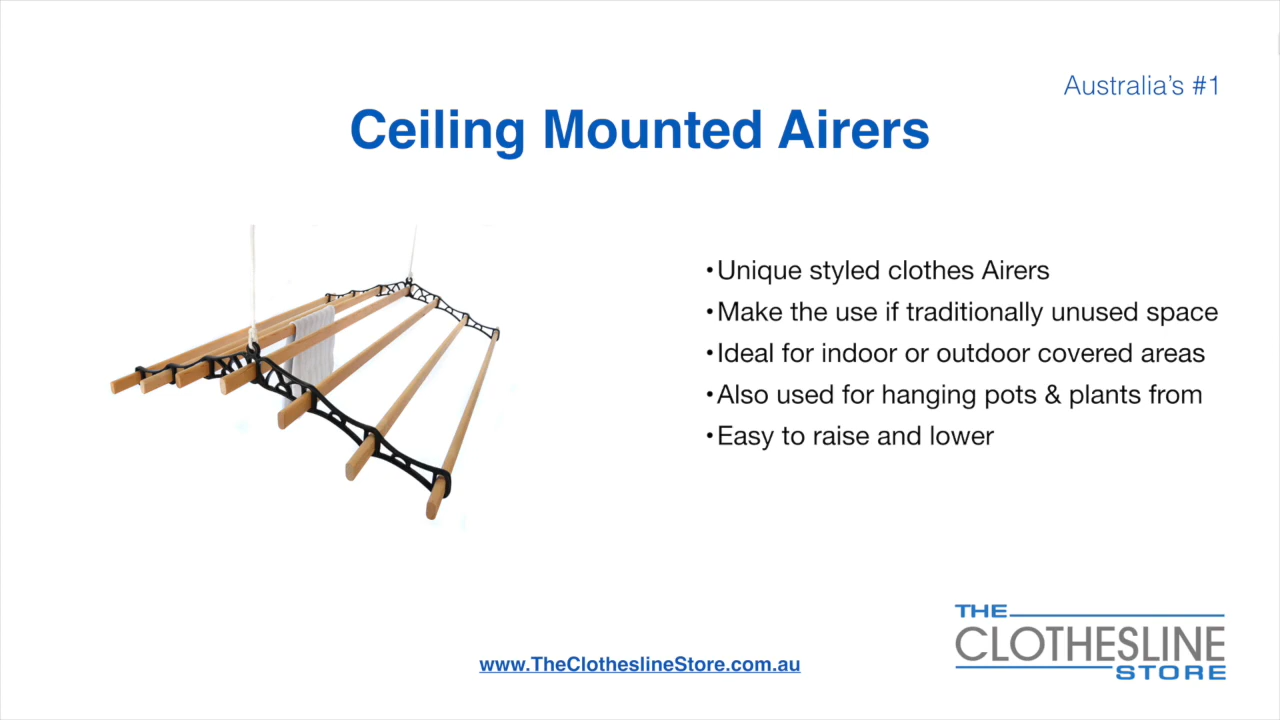 Australia's #1
Ceiling Mounted Airers
•Unique styled clothes Airers
•Make the use if traditionally unused space
•Ideal for indoor or outdoor covered areas
•Also used for hanging pots & plants from
•Easy to raise and lower
www.TheClotheslineStore.com.au
THE
CLOTHESLINE
STORE